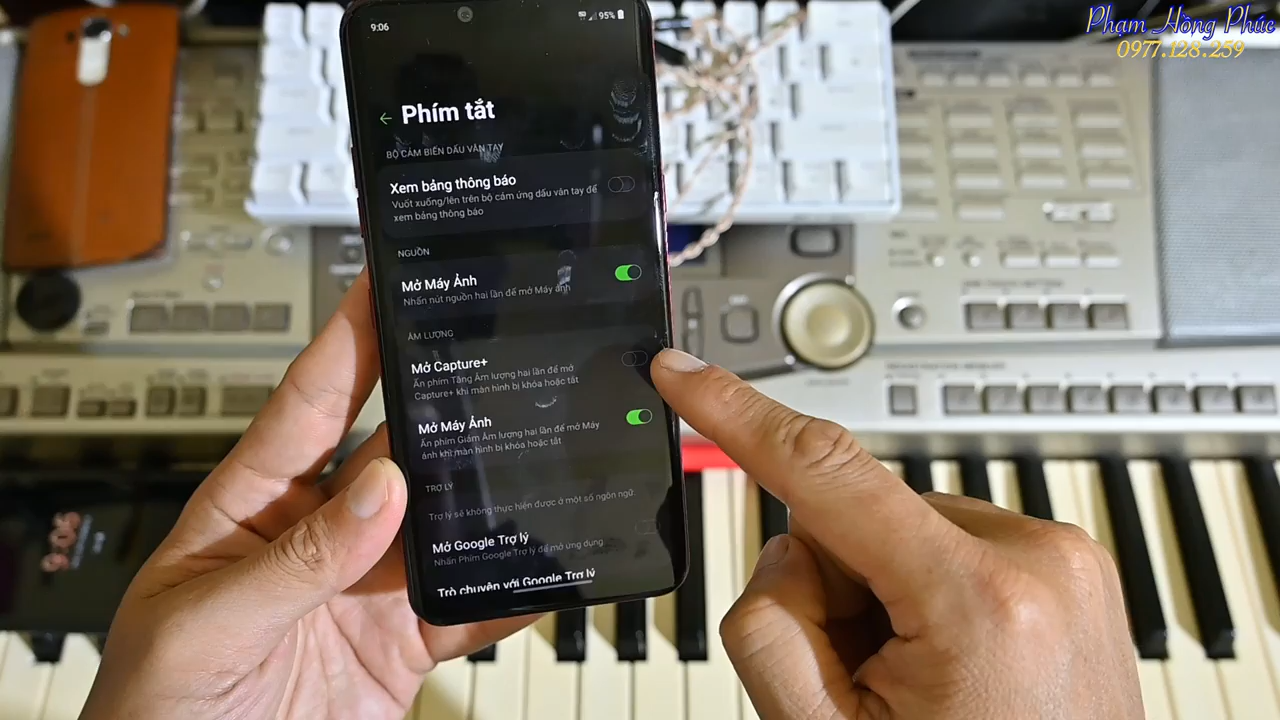 Phạm Hồng Phúc
0977.128.259
9:06
95%
Phím tắt
BỘ CẢM BIẾN DẤU VÂN TAY
Xem bảng thông báo
Vuốt xuống/lên trên bộ cảm ứng dấu vân tay để
xem bảng thông báo
NGUỒN
Mở Máy Ảnh
Nhấn nút nguồn hai lần để mở Máy ảnh
ÂM LƯỢNG
Mở Capture+
Ấn phím Tăng Âm lượng hai lần để mở
Capture+ khi màn hình bị khóa hoặc tắt
Mở Máy Ảnh
Ấn phím Giảm Âm lượng hai lần để mở Máy
ảnh khi màn hình bị khóa hoặc tắt
TRỢ LÝ
Trợ lý sẽ không thực hiện được ở một số ngôn ngữ.
Mở Google Trợ lý
Nhấn Phím Google Trợ lý để mở ứng dụng
Trò chuyện với Google Trợ lý
9:05